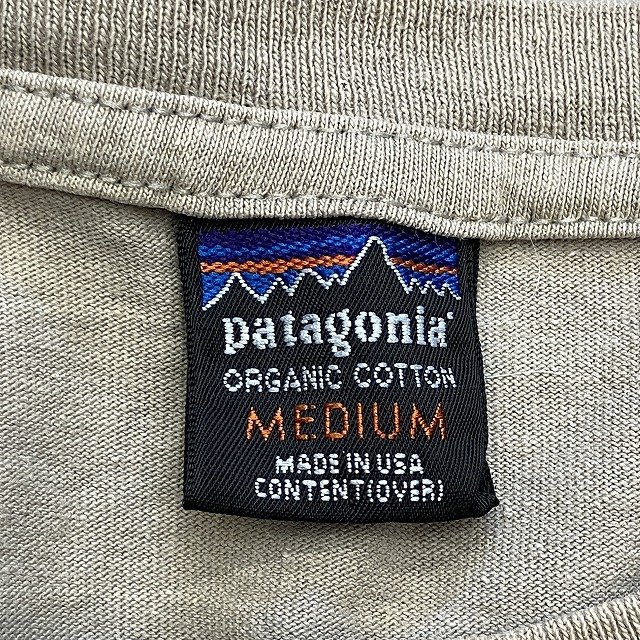 patagonia®
ORGANIC COTTON
MEDIUM
MADE IN USA
CONTENT(OVER)